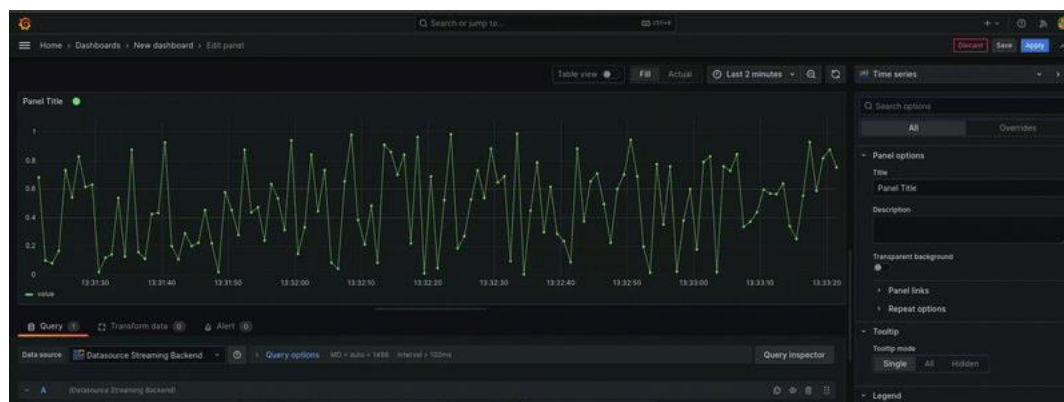 Search or jump to...
ctrl+k
Home › Dashboards › New dashboard › Edit panel
Discard Save Apply
Table view Fill Actual Last 2 minutes
Time series
Panel Title
Search options
All Overrides
1
0.8
0.6
0.4
0.2
0
13:31:30 13:31:40 13:31:50 13:32:00 13:32:10 13:32:20 13:32:30 13:32:40 13:32:50 13:33:00 13:33:10 13:33:20
value
Panel options
Title
Panel Title
Description
Transparent background
Panel links
Repeat options
Query 1 Transform data 0 Alert 0
Data source Datasource Streaming Backend Query options MD = auto = 1486 Interval = 100ms Query inspector
A (Datasource Streaming Backend)
Tooltip
Tooltip mode
Single All Hidden
Legend